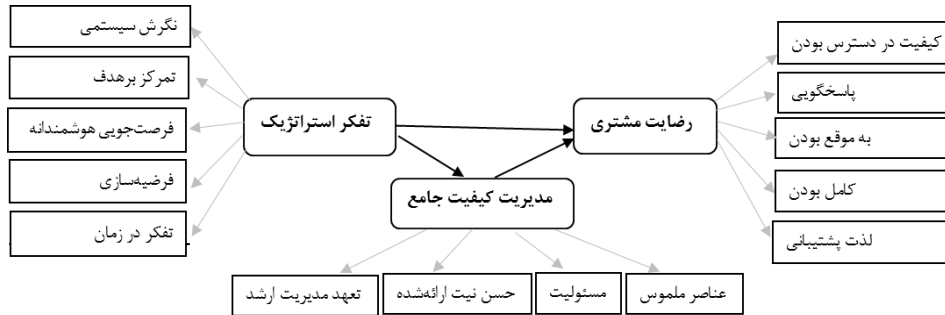 نگرش سیستمی
تمرکز برهدف
فرصت‌جویی هوشمندانه
فرضیه‌سازی
تفکر در زمان
تفکر استراتژیک
رضایت مشتری
مدیریت کیفیت جامع
کیفیت در دسترس بودن
پاسخگویی
به موقع بودن
کامل بودن
لذت پشتیبانی
عناصر ملموس
مسئولیت
حسن نیت ارائه‌شده
تعهد مدیریت ارشد